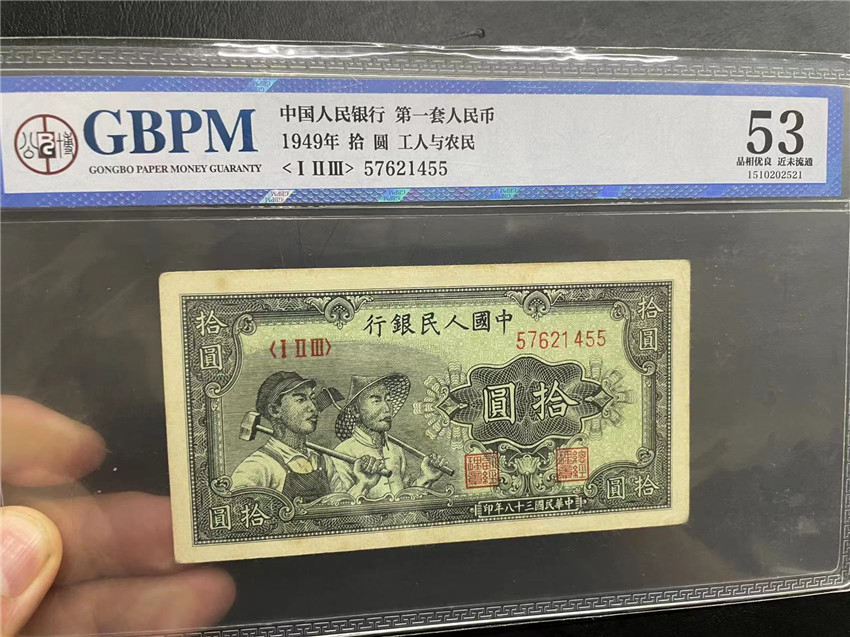 GBPM
GONGBO PAPER MONEY GUARANTY
中国人民银行 第一套人民币
1949年 拾 圆 工人与农民
<I II III> 57621455
53
品相优良 近未流通
1510202521
拾圓
拾圓
行銀民人國中
<I II III>
57621455
圓拾
圓拾
圓拾
印年八十三國民華中